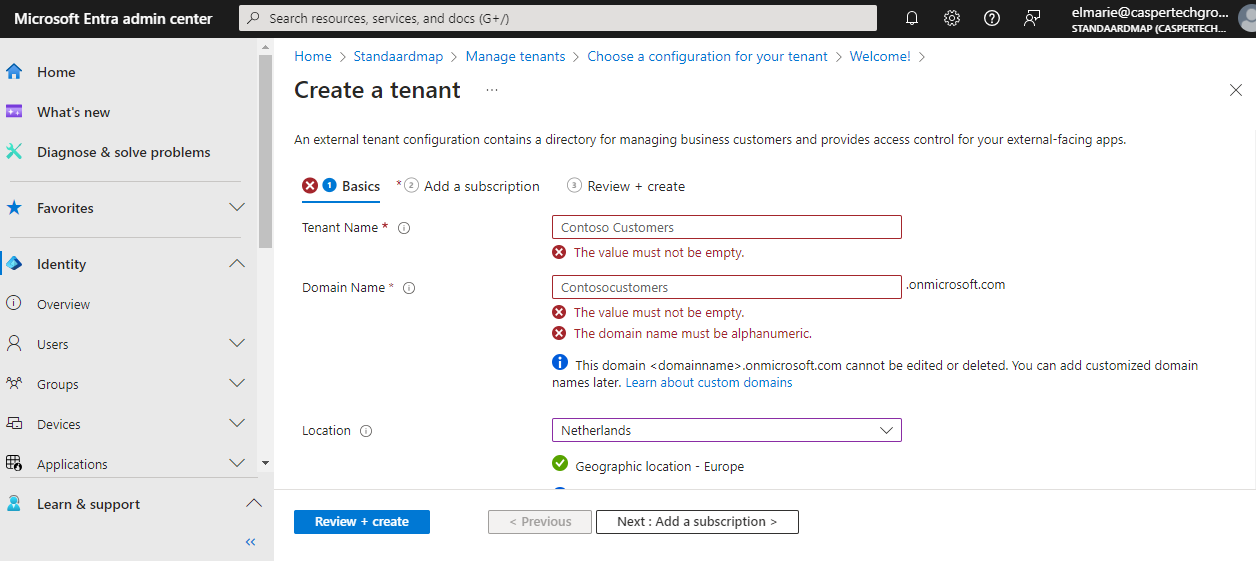 Microsoft Entra admin center
Search resources, services, and docs (G+/)
elmarie@caspertechgro...
STANDAARDMAP (CASPERTECH...
Home
What's new
Diagnose & solve problems
Favorites
Identity
Overview
Users
Groups
Devices
Applications
Learn & support
«
Home > Standaardmap > Manage tenants > Choose a configuration for your tenant > Welcome! >
Create a tenant ...
An external tenant configuration contains a directory for managing business customers and provides access control for your external-facing apps.
1 Basics * 2 Add a subscription 3 Review + create
Tenant Name * Contoso Customers
The value must not be empty.
Domain Name * Contosocustomers .onmicrosoft.com
The value must not be empty.
The domain name must be alphanumeric.
This domain <domainname>.onmicrosoft.com cannot be edited or deleted. You can add customized domain
names later. Learn about custom domains
Location Netherlands
Geographic location - Europe
Review + create < Previous Next : Add a subscription >